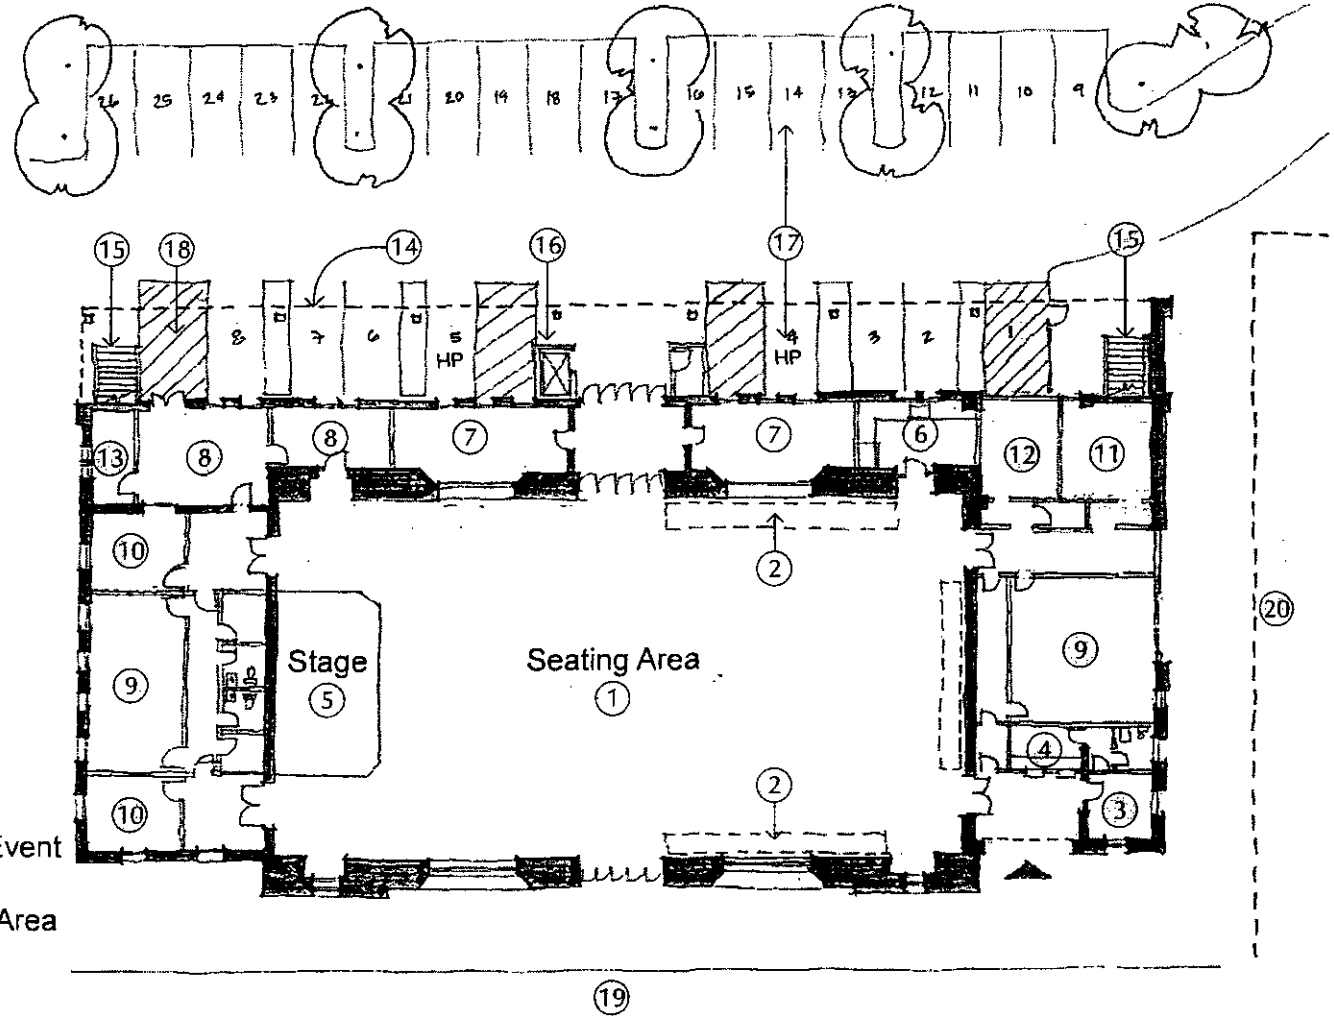 26 25 24 23 22 21 20 19 18 17 16 15 14 13 12 11 10 9
15 18 14 16 17 15
8 7 6 5 4 3 2 1
HP HP
13 8 8 7 7 6 12 11
10 2
20
Stage Seating Area
9 5 1 9
4
10 2 3
Event
Area
19